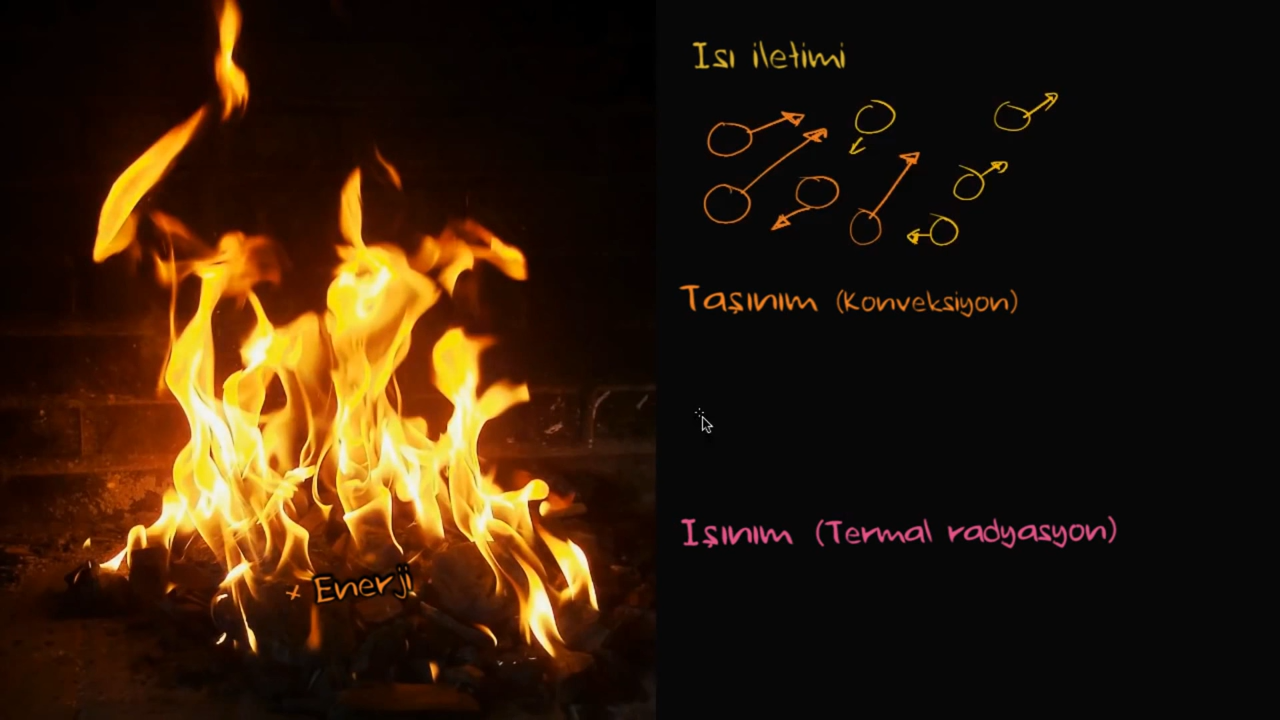 Isı iletimi
Taşınım (Konveksiyon)
+ Enerji
Işınım (Termal radyasyon)